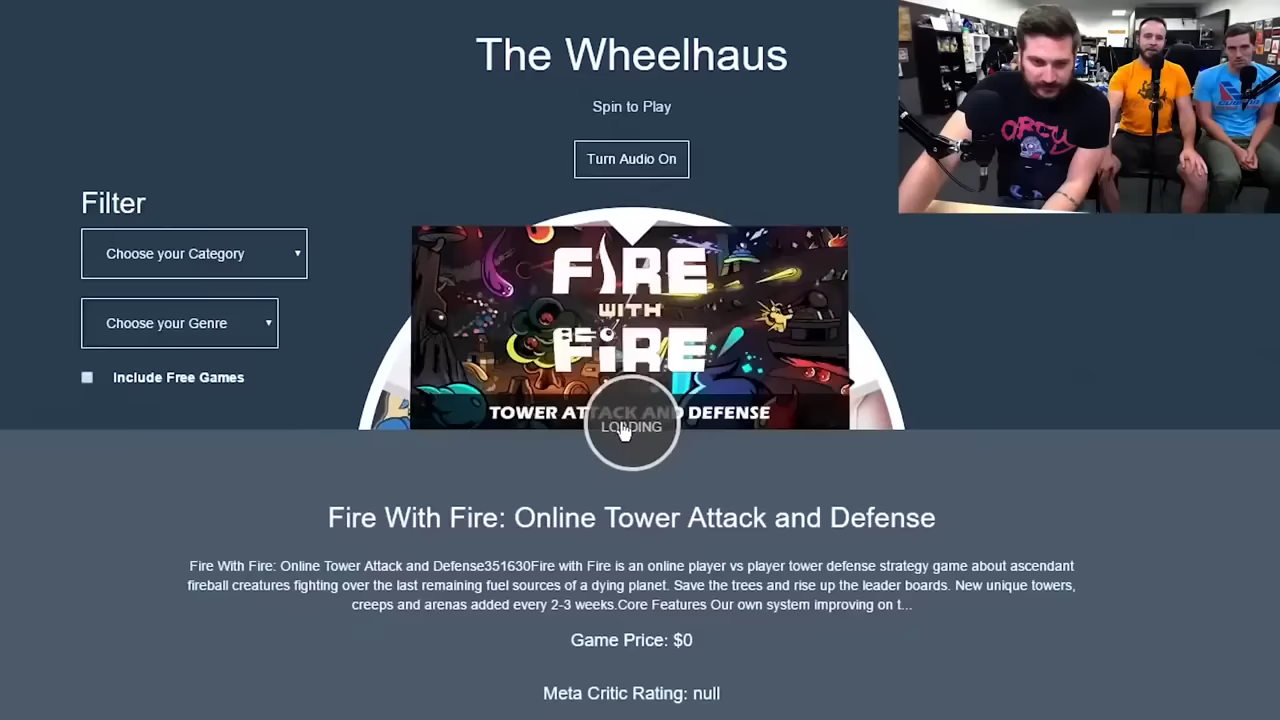 The Wheelhaus
Spin to Play
Turn Audio On
Filter
Choose your Category
Choose your Genre
Include Free Games
FIRE
WITH
FIRE
TOWER ATTACK AND DEFENSE
LOADING
Fire With Fire: Online Tower Attack and Defense
Fire With Fire: Online Tower Attack and Defense351630Fire with Fire is an online player vs player tower defense strategy game about ascendant
fireball creatures fighting over the last remaining fuel sources of a dying planet. Save the trees and rise up the leader boards. New unique towers,
creeps and arenas added every 2-3 weeks.Core Features Our own system improving on t...
Game Price: $0
Meta Critic Rating: null
ORGY